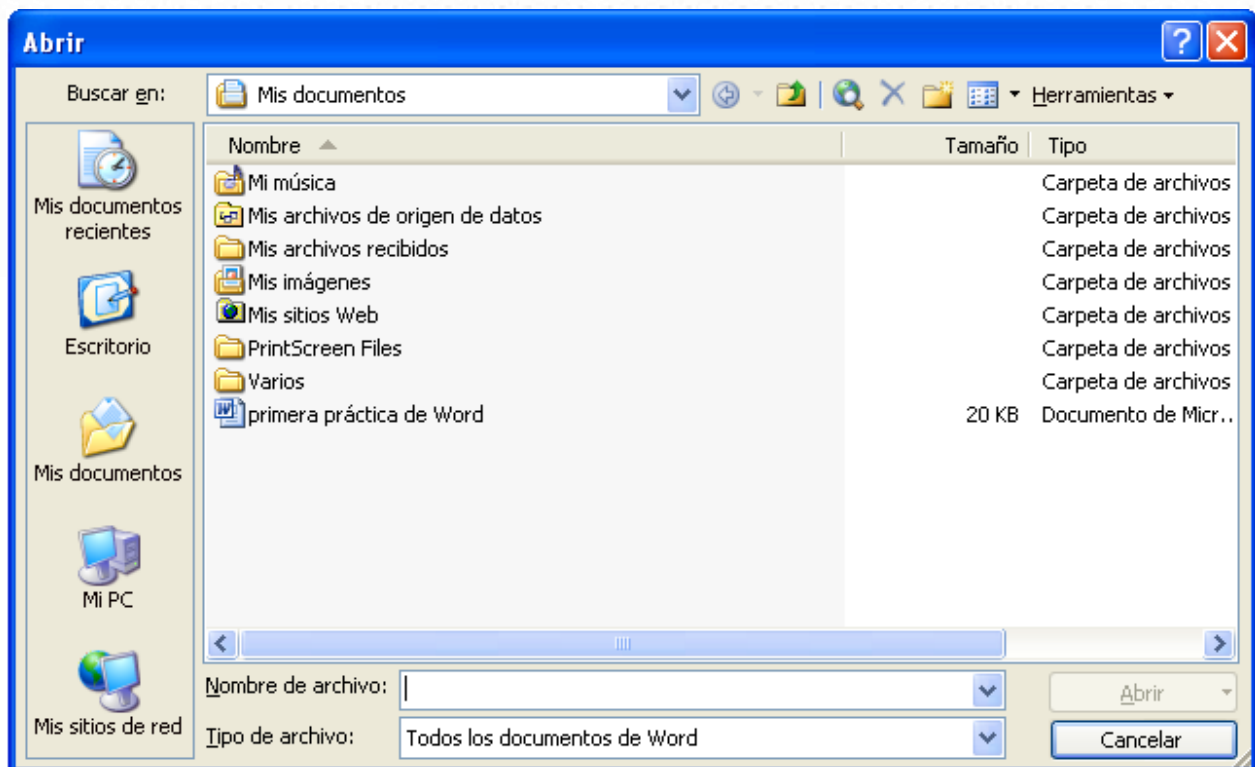 Abrir
Buscar en:
Mis documentos
Herramientas
Mis documentos
recientes
Escritorio
Mis documentos
Mi PC
Mis sitios de red
Nombre Tamaño Tipo
Mi música Carpeta de archivos
Mis archivos de origen de datos Carpeta de archivos
Mis archivos recibidos Carpeta de archivos
Mis imágenes Carpeta de archivos
Mis sitios Web Carpeta de archivos
PrintScreen Files Carpeta de archivos
Varios Carpeta de archivos
primera práctica de Word 20 KB Documento de Micr..
Nombre de archivo: Abrir
Tipo de archivo: Todos los documentos de Word Cancelar